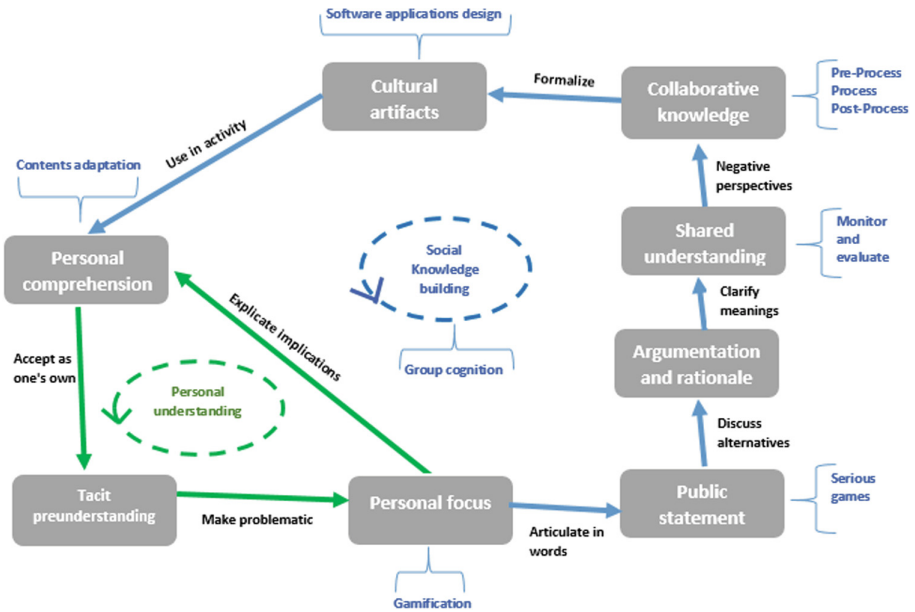 Software applications design
Cultural
artifacts
Formalize
Collaborative
knowledge
Pre-Process
Process
Post-Process
Use in activity
Contents adaptation
Negative
perspectives
Personal
comprehension
Social
Knowledge
building
Shared
understanding
Monitor
and
evaluate
Explicate implications
Clarify
meanings
Accept as
one's own
Group cognition
Argumentation
and rationale
Personal
understanding
Discuss
alternatives
Tacit
preunderstanding
Make problematic
Personal focus
Articulate in
words
Public
statement
Serious
games
Gamification